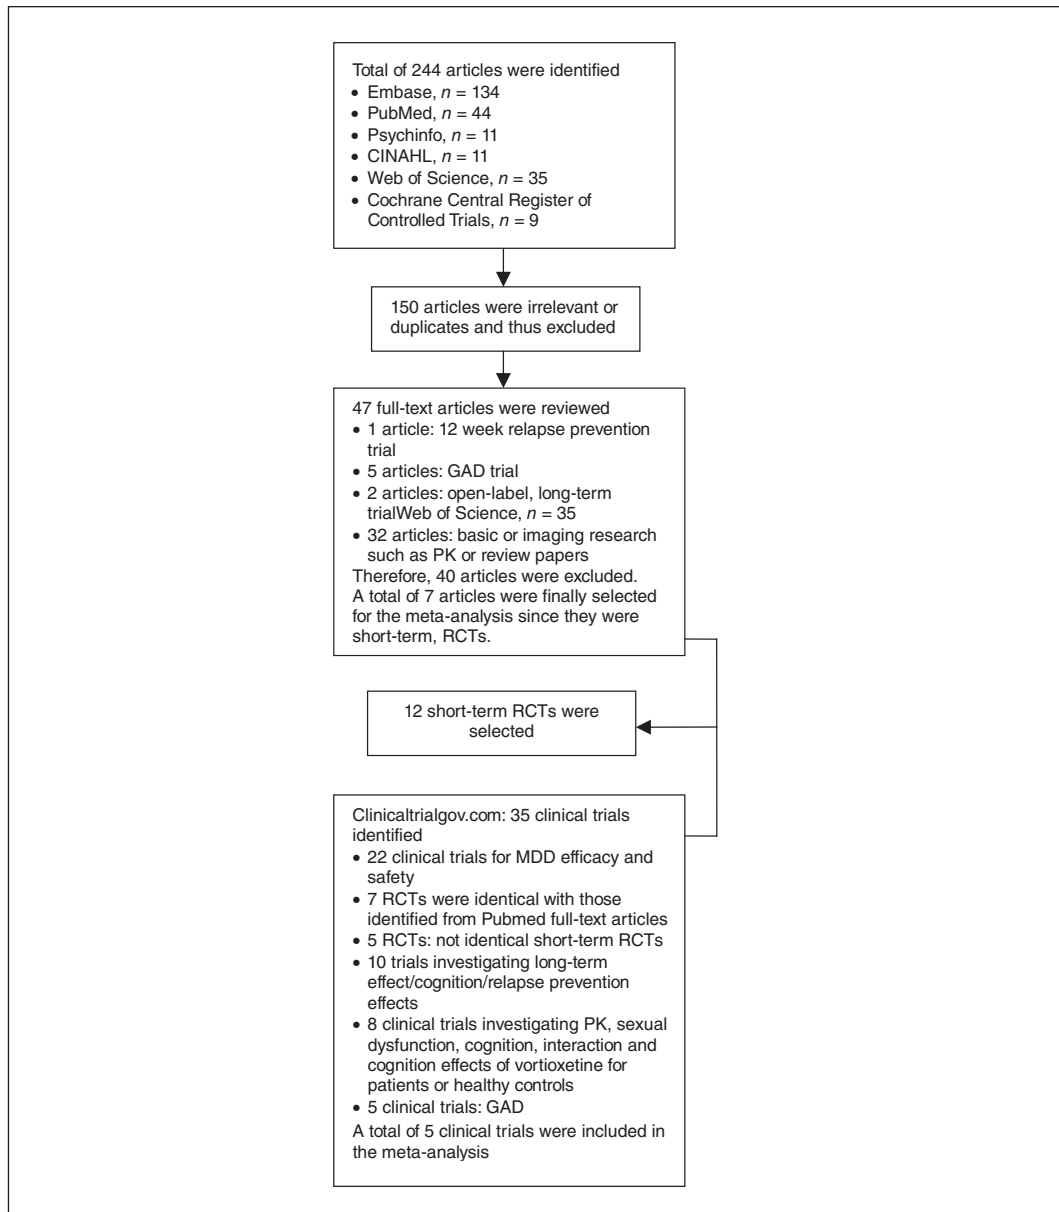 Total of 244 articles were identified
• Embase, n = 134
• PubMed, n = 44
• Psychinfo, n = 11
• CINAHL, n = 11
• Web of Science, n = 35
• Cochrane Central Register of
Controlled Trials, n = 9
150 articles were irrelevant or
duplicates and thus excluded
47 full-text articles were reviewed
• 1 article: 12 week relapse prevention
trial
• 5 articles: GAD trial
• 2 articles: open-label, long-term
trialWeb of Science, n = 35
• 32 articles: basic or imaging research
such as PK or review papers
Therefore, 40 articles were excluded.
A total of 7 articles were finally selected
for the meta-analysis since they were
short-term, RCTs.
12 short-term RCTs were
selected
Clinicaltrialgov.com: 35 clinical trials
identified
• 22 clinical trials for MDD efficacy and
safety
• 7 RCTs were identical with those
identified from Pubmed full-text articles
• 5 RCTs: not identical short-term RCTs
• 10 trials investigating long-term
effect/cognition/relapse prevention
effects
• 8 clinical trials investigating PK, sexual
dysfunction, cognition, interaction and
cognition effects of vortioxetine for
patients or healthy controls
• 5 clinical trials: GAD
A total of 5 clinical trials were included in
the meta-analysis